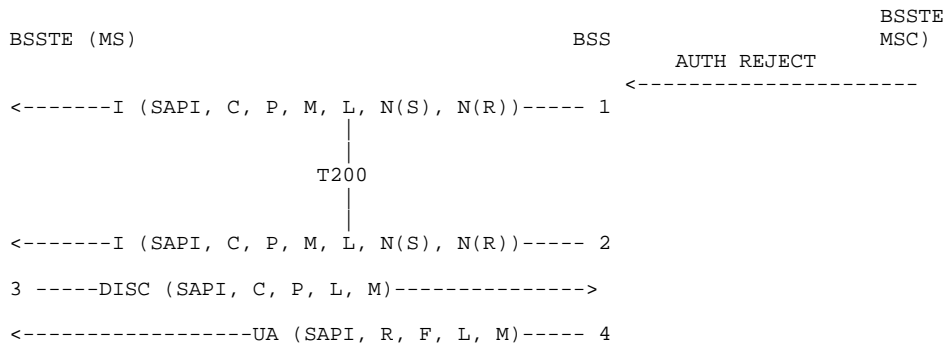 BSSTE
BSSTE (MS) BSS MSC)
AUTH REJECT
<----------------------
<-------I (SAPI, C, P, M, L, N(S), N(R))----- 1
|
|
T200
|
|
<-------I (SAPI, C, P, M, L, N(S), N(R))----- 2
3 -----DISC (SAPI, C, P, L, M)--------------->
<------------------UA (SAPI, R, F, L, M)----- 4